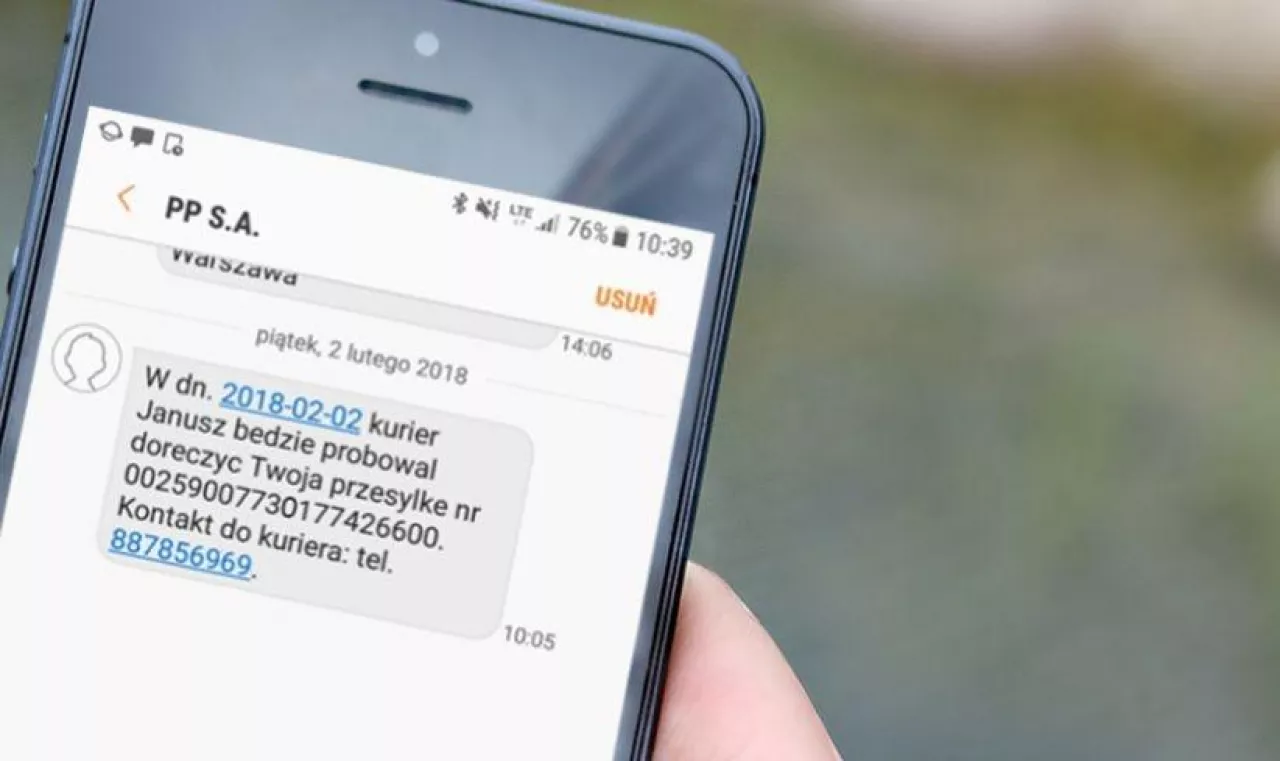 LTE 76% 10:39
PP S.A.
USUŃ
Warszawa
14:06
piątek, 2 lutego 2018
W dn. 2018-02-02 kurier
Janusz bedzie probowal
doreczyc Twoja przesylke nr
00259007730177426600.
Kontakt do kuriera: tel.
887856969.
10:05